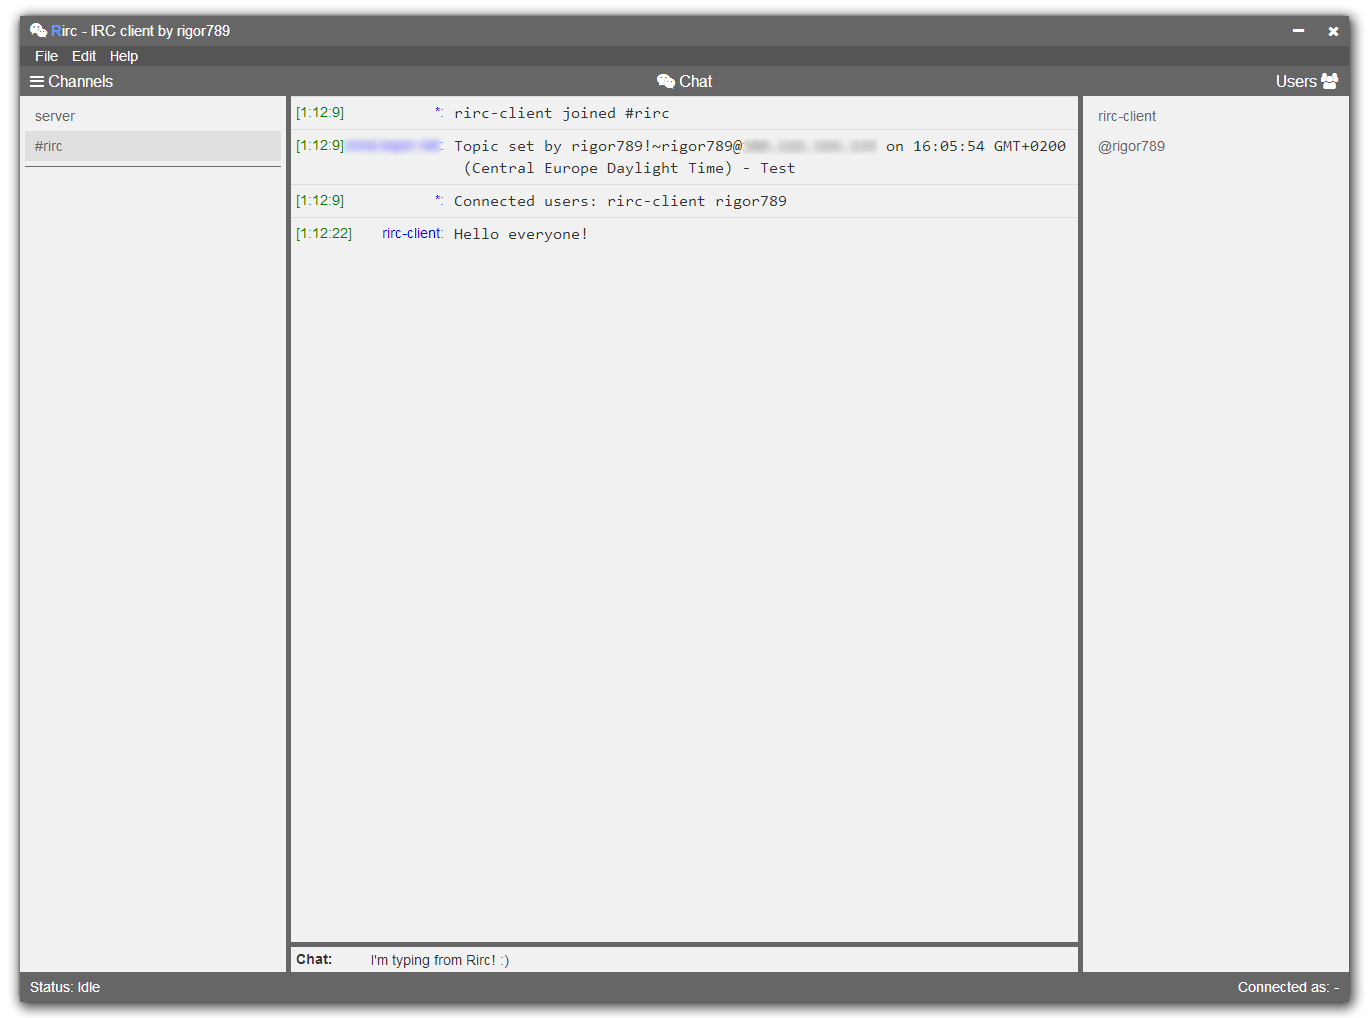 Rirc - IRC client by rigor789
File Edit Help
Channels
Chat
Users
server
#rirc
[1:12:9] *: rirc-client joined #rirc
[1:12:9] : Topic set by rigor789!~rigor789@ on 16:05:54 GMT+0200
(Central Europe Daylight Time) - Test
[1:12:9] *: Connected users: rirc-client rigor789
[1:12:22] rirc-client: Hello everyone!
rirc-client
@rigor789
Chat: I'm typing from Rirc! :)
Status: Idle
Connected as: -